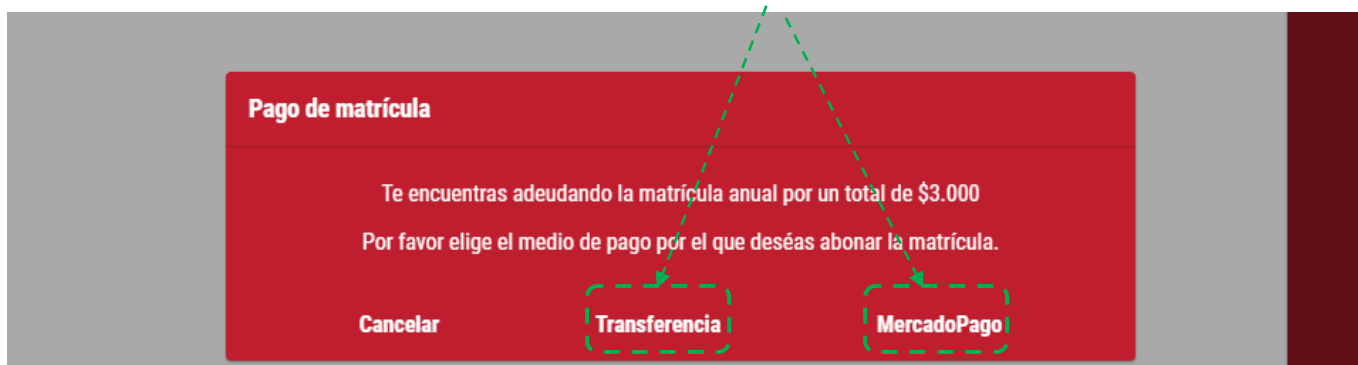 Pago de matrícula
Te encuentras adeudando la matrícula anual por un total de $3.000
Por favor elige el medio de pago por el que deséas abonar la matrícula.
Cancelar Transferencia MercadoPago